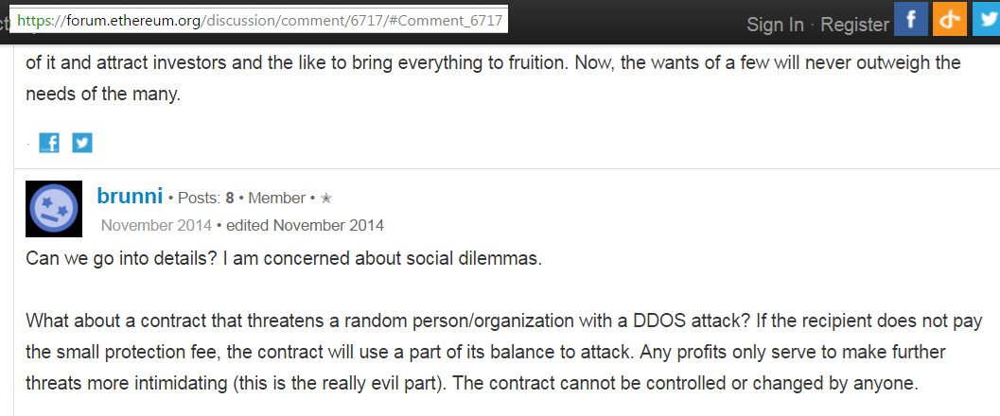 https://forum.ethereum.org/discussion/comment/6717/#Comment_6717
Sign In · Register
of it and attract investors and the like to bring everything to fruition. Now, the wants of a few will never outweigh the
needs of the many.
brunni • Posts: 8 • Member • ★
November 2014 • edited November 2014
Can we go into details? I am concerned about social dilemmas.
What about a contract that threatens a random person/organization with a DDOS attack? If the recipient does not pay
the small protection fee, the contract will use a part of its balance to attack. Any profits only serve to make further
threats more intimidating (this is the really evil part). The contract cannot be controlled or changed by anyone.